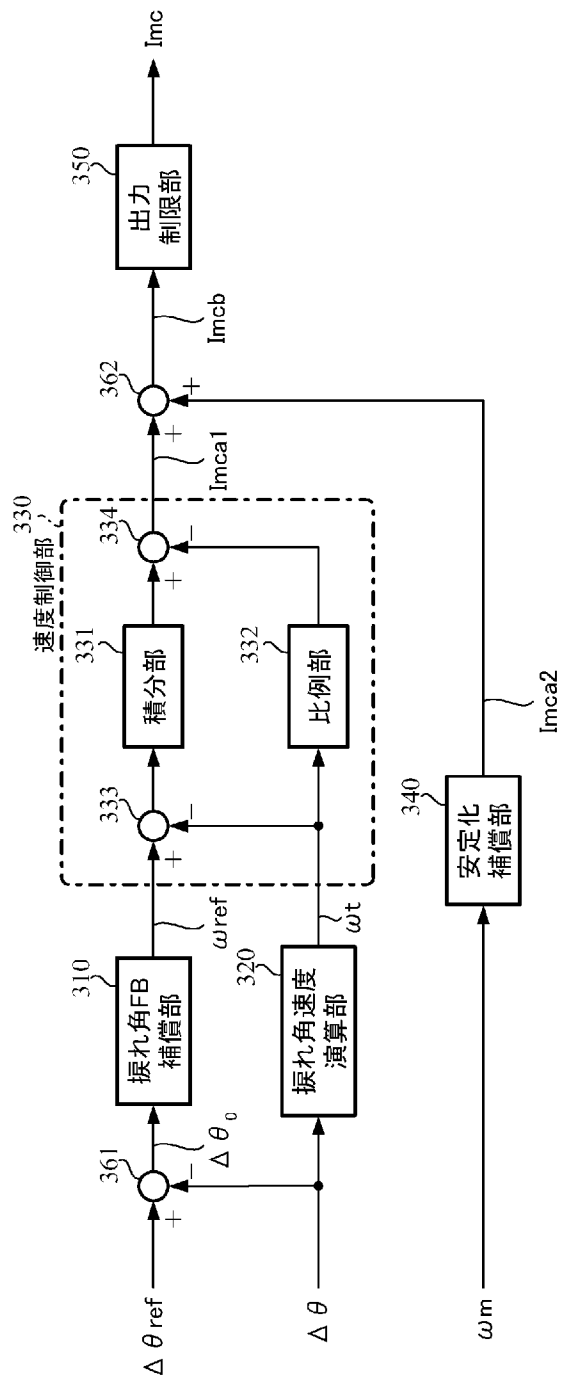 Δθref
+
361
−
Δθ₀
310
捩れ角FB
補償部
ωref
速度制御部
330
+
333
−
331
積分部
+
334
−
Imca1
+
362
+
Imcb
350
出力
制限部
Imc
Δθ
320
捩れ角速度
演算部
ωt
332
比例部
ωm
340
安定化
補償部
Imca2